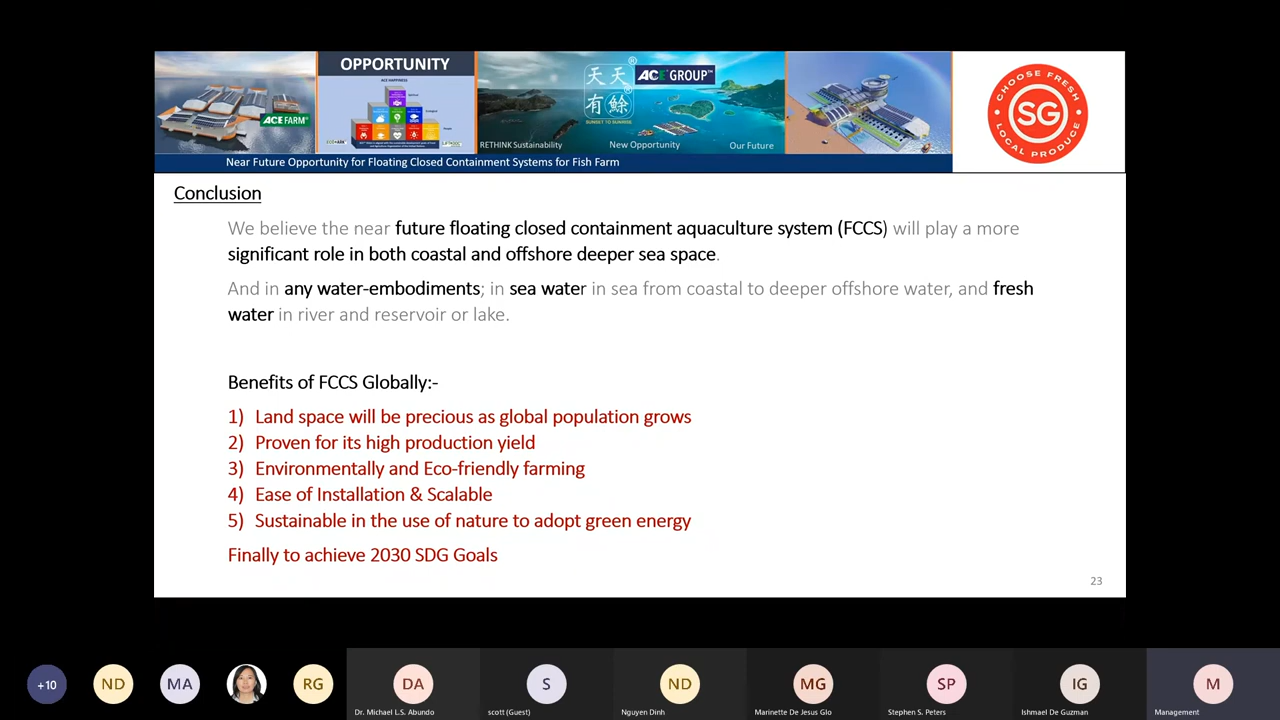 OPPORTUNITY
ACE HAPPINESS
ACE FARM®
天天
有餘
SUNSET TO SUNRISE
ACE GROUP™
RETHINK Sustainability
New Opportunity
Our Future
CHOOSE FRESH
SG
LOCAL PRODUCE
Near Future Opportunity for Floating Closed Containment Systems for Fish Farm
Conclusion
We believe the near future floating closed containment aquaculture system (FCCS) will play a more
significant role in both coastal and offshore deeper sea space.
And in any water-embodiments; in sea water in sea from coastal to deeper offshore water, and fresh
water in river and reservoir or lake.
Benefits of FCCS Globally:-
1) Land space will be precious as global population grows
2) Proven for its high production yield
3) Environmentally and Eco-friendly farming
4) Ease of Installation & Scalable
5) Sustainable in the use of nature to adopt green energy
Finally to achieve 2030 SDG Goals
23
+10
ND
MA
RG
DA
S
ND
MG
SP
IG
M
Dr. Michael L.S. Abundo
scott (Guest)
Nguyen Dinh
Marinette De Jesus Glo
Stephen S. Peters
Ishmael De Guzman
Management